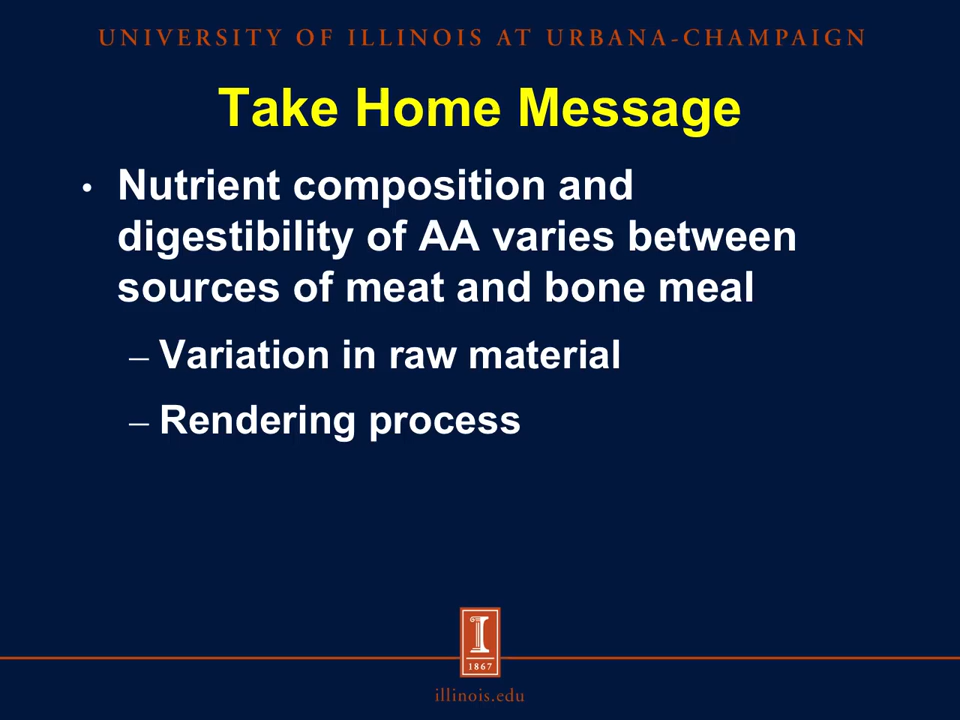 UNIVERSITY OF ILLINOIS AT URBANA-CHAMPAIGN
Take Home Message
• Nutrient composition and
digestibility of AA varies between
sources of meat and bone meal
– Variation in raw material
– Rendering process
I
1867
illinois.edu